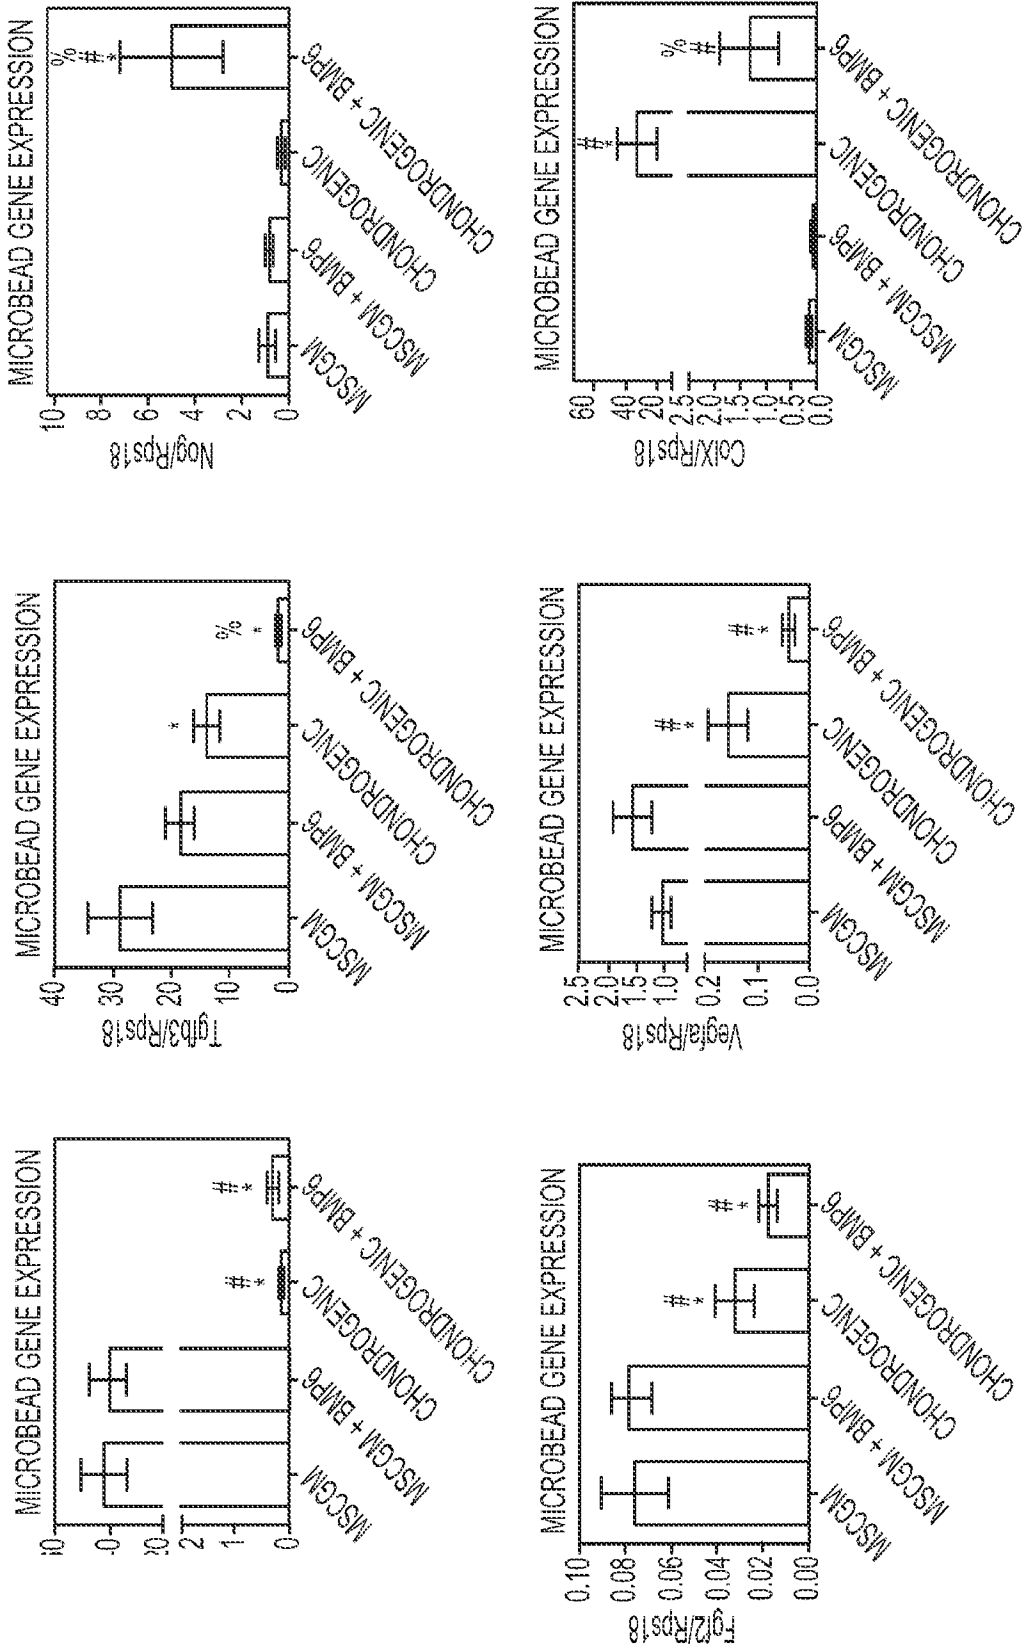 MICROBEAD GENE EXPRESSION
2
1
0
MSCGM
MSCGM + BMP6
CHONDROGENIC
CHONDROGENIC + BMP6
#
*
#
*
MICROBEAD GENE EXPRESSION
Tgfb3/Rps18
40
30
20
10
0
MSCGM
MSCGM + BMP6
CHONDROGENIC
CHONDROGENIC + BMP6
*
%
*
MICROBEAD GENE EXPRESSION
Nog/Rps18
10
8
6
4
2
0
MSCGM
MSCGM + BMP6
CHONDROGENIC
CHONDROGENIC + BMP6
%
#
*
MICROBEAD GENE EXPRESSION
Fgf2/Rps18
0.10
0.08
0.06
0.04
0.02
0.00
MSCGM
MSCGM + BMP6
CHONDROGENIC
CHONDROGENIC + BMP6
#
*
#
*
MICROBEAD GENE EXPRESSION
Vegfa/Rps18
2.5
2.0
1.5
1.0
0.2
0.1
0.0
MSCGM
MSCGM + BMP6
CHONDROGENIC
CHONDROGENIC + BMP6
#
*
#
*
MICROBEAD GENE EXPRESSION
ColX/Rps18
60
40
20
2.5
2.0
1.5
1.0
0.5
0.0
MSCGM
MSCGM + BMP6
CHONDROGENIC
CHONDROGENIC + BMP6
#
*
%
#